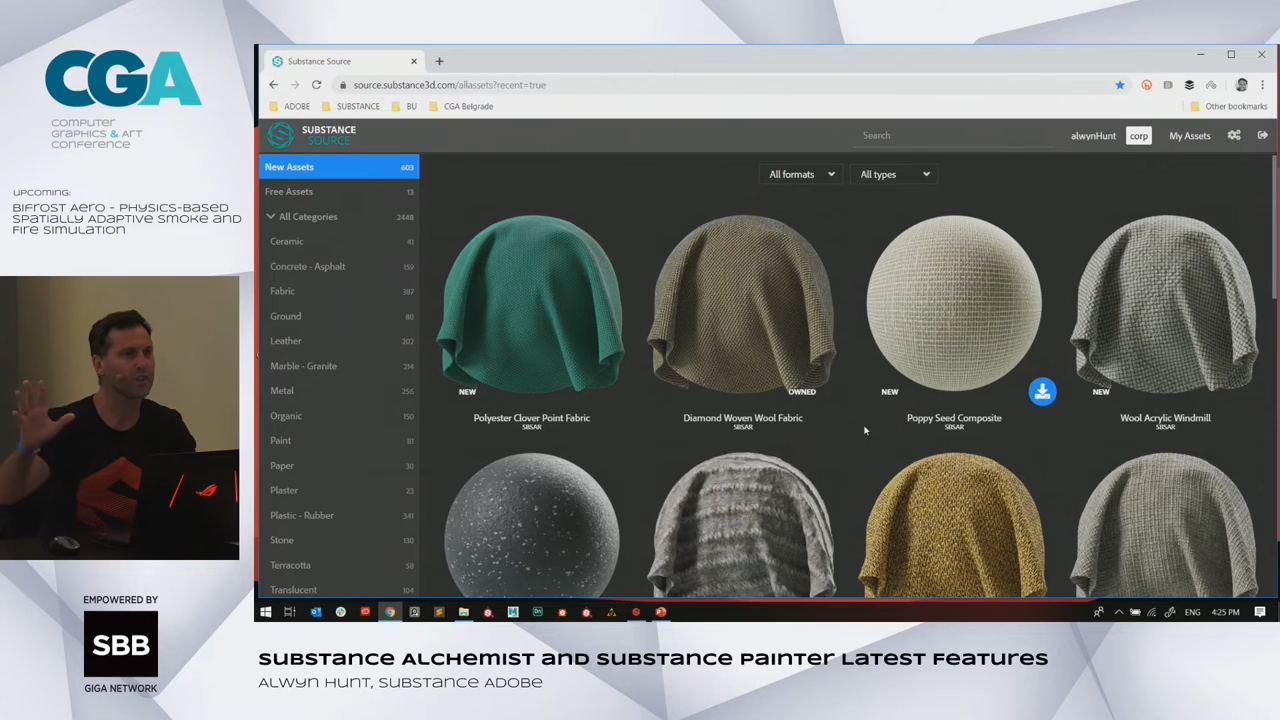 CGA
computer
graphics & art
conference
UPCOMING:
BIFROST AERO - PHYSICS-BASED
SPATIALLY ADAPTIVE SMOKE AND
FIRE SIMULATION
Substance Source
source.substance3d.com/allassets?recent=true
ADOBE
SUBSTANCE
BU
CGA Belgrade
Other bookmarks
SUBSTANCE
SOURCE
Search
alwynHunt
corp
My Assets
New Assets 603
Free Assets 13
All Categories 2448
Ceramic 41
Concrete - Asphalt 159
Fabric 387
Ground 80
Leather 202
Marble - Granite 214
Metal 256
Organic 150
Paint 81
Paper 30
Plaster 23
Plastic - Rubber 341
Stone 130
Terracotta 58
Translucent 104
All formats
All types
NEW
Polyester Clover Point Fabric
SBSAR
OWNED
Diamond Woven Wool Fabric
SBSAR
NEW
Poppy Seed Composite
SBSAR
NEW
Wool Acrylic Windmill
SBSAR
ENG
4:25 PM
EMPOWERED BY
SBB
GIGA NETWORK
SUBSTANCE ALCHEMIST AND SUBSTANCE PAINTER LATEST FEATURES
ALWYN HUNT, SUBSTANCE ADOBE